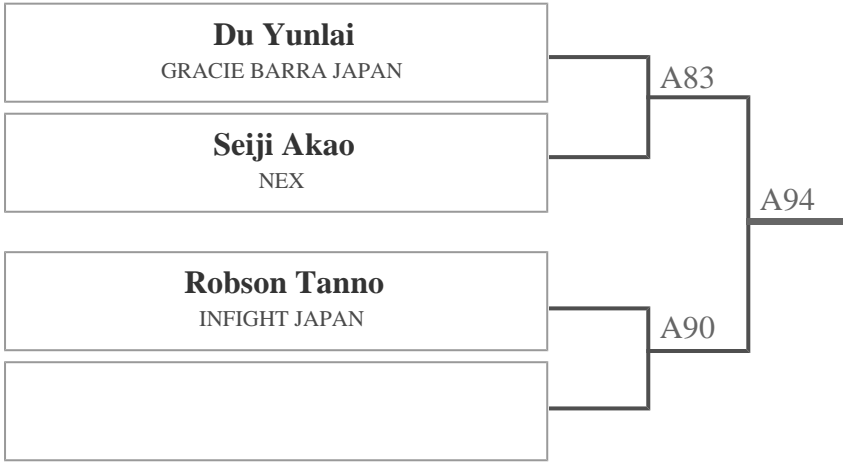 Du Yunlai
GRACIE BARRA JAPAN
A83
Seiji Akao
NEX
A94
Robson Tanno
INFIGHT JAPAN
A90